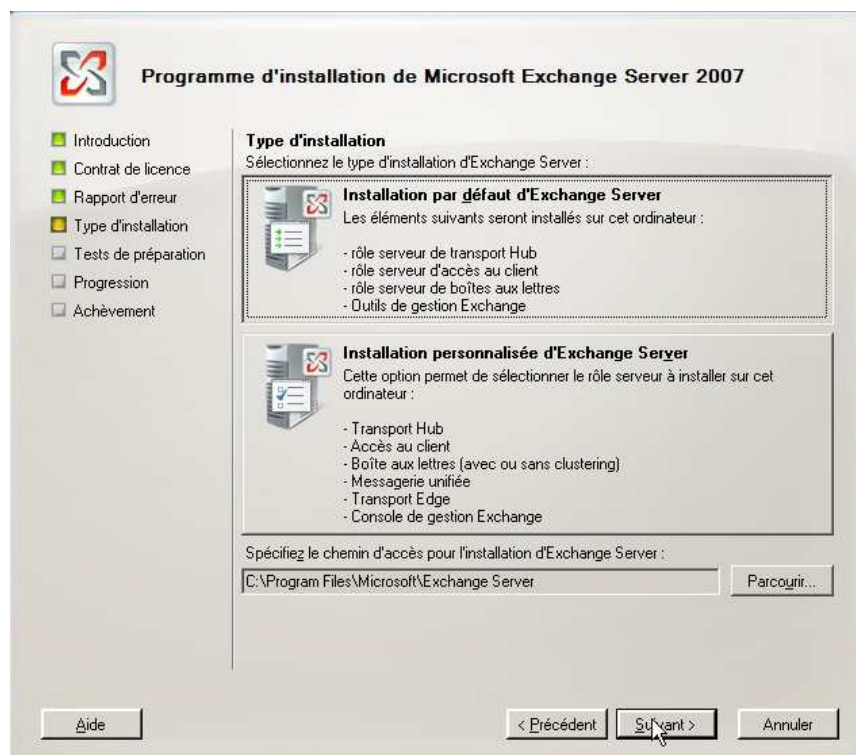 Programme d'installation de Microsoft Exchange Server 2007
Introduction
Contrat de licence
Rapport d'erreur
Type d'installation
Tests de préparation
Progression
Achèvement
Type d'installation
Sélectionnez le type d'installation d'Exchange Server :
Installation par défaut d'Exchange Server
Les éléments suivants seront installés sur cet ordinateur :
- rôle serveur de transport Hub
- rôle serveur d'accès au client
- rôle serveur de boîtes aux lettres
- Outils de gestion Exchange
Installation personnalisée d'Exchange Server
Cette option permet de sélectionner le rôle serveur à installer sur cet
ordinateur :
- Transport Hub
- Accès au client
- Boîte aux lettres (avec ou sans clustering)
- Messagerie unifiée
- Transport Edge
- Console de gestion Exchange
Spécifiez le chemin d'accès pour l'installation d'Exchange Server :
C:\Program Files\Microsoft\Exchange Server
Parcourir...
Aide
< Précédent
Suivant >
Annuler